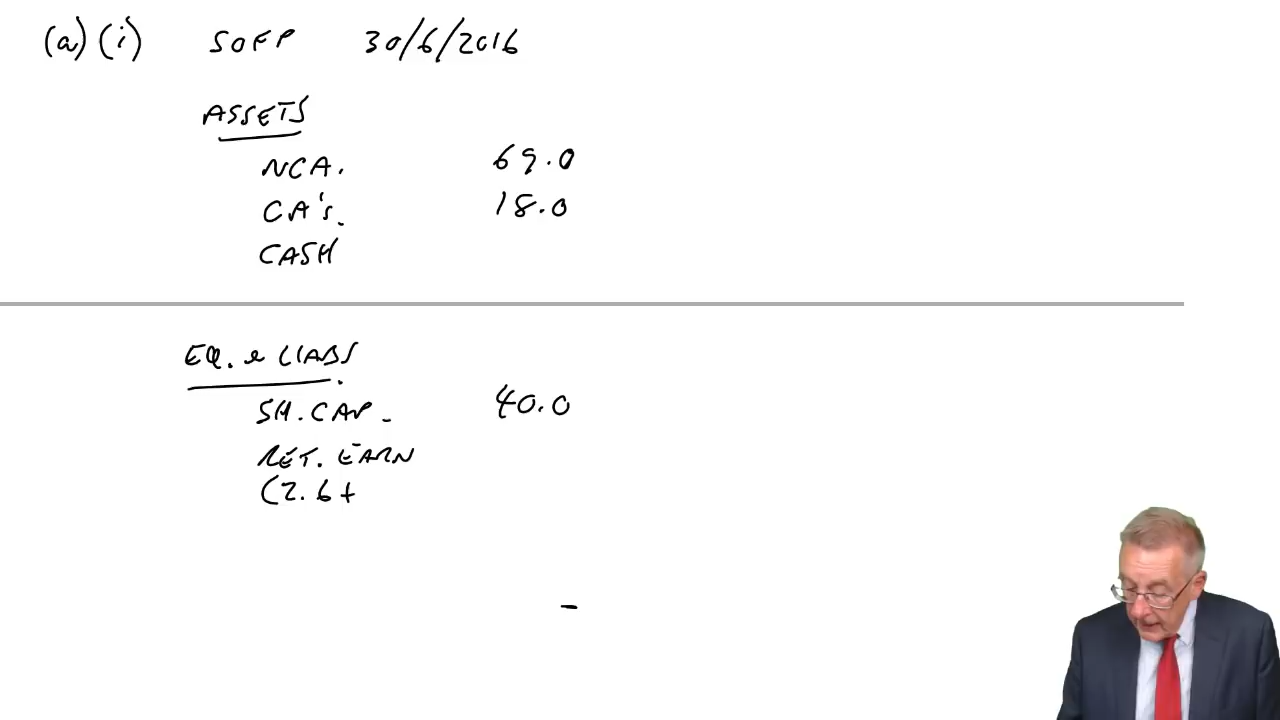 (a) (i) SOFP 30/6/2016
ASSETS
NCA. 69.0
CA's. 18.0
CASH
EQ. & LIABS.
SH. CAP. 40.0
RET. EARN
(2.6+